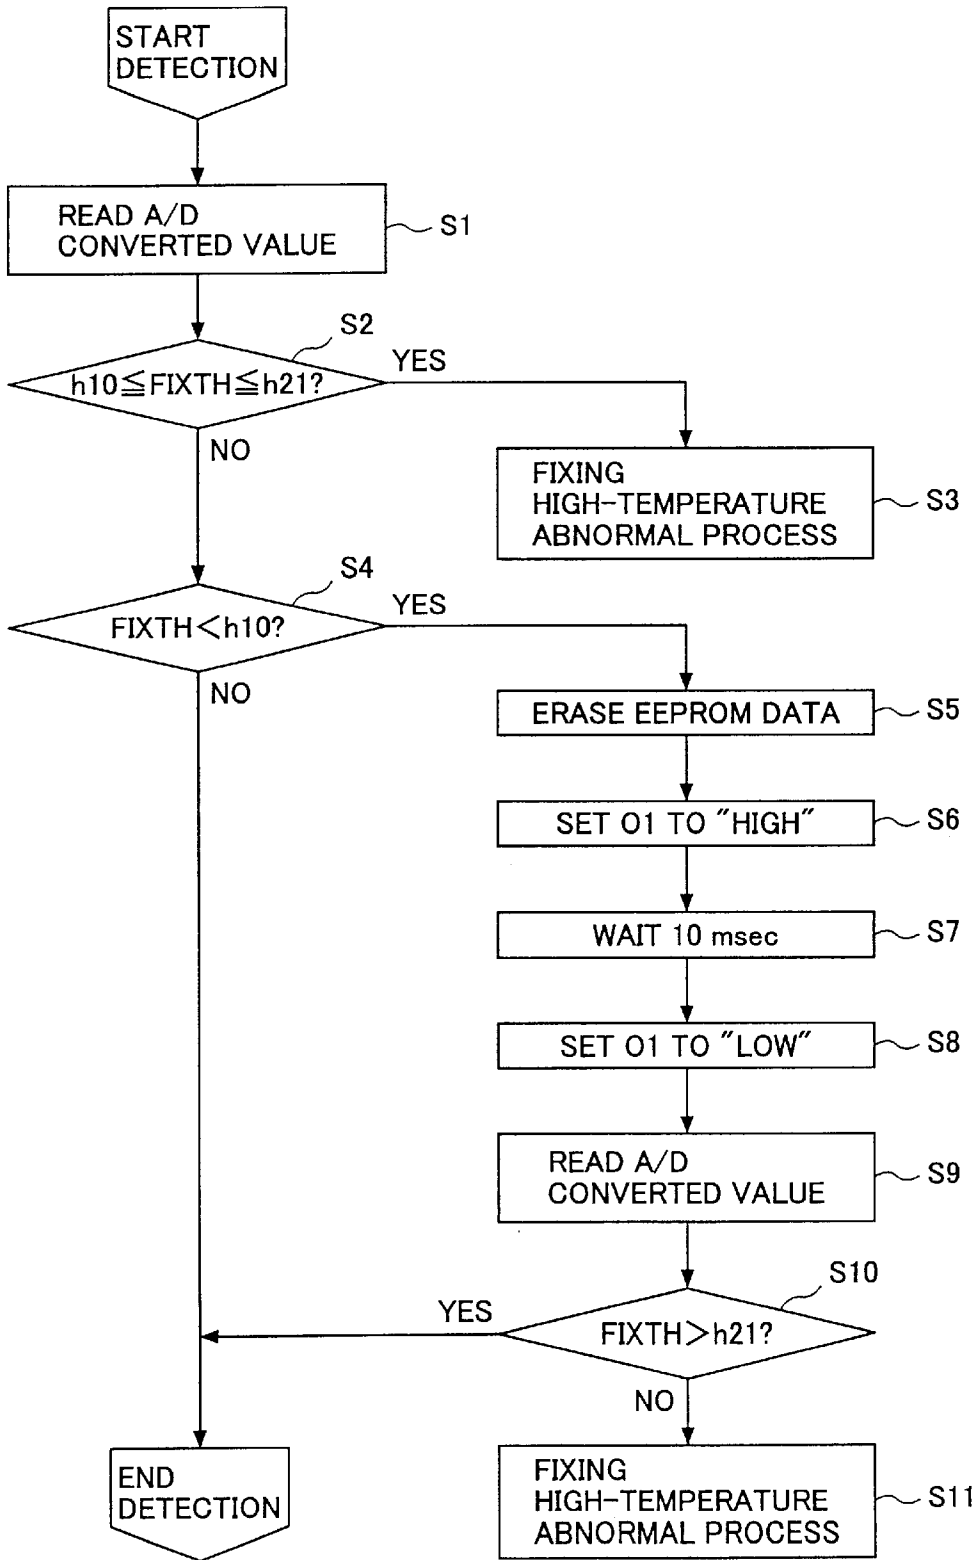 START
DETECTION
READ A/D
CONVERTED VALUE
S1
S2
h10≦FIXTH≦h21?
YES
NO
FIXING
HIGH-TEMPERATURE
ABNORMAL PROCESS
S3
S4
FIXTH<h10?
YES
NO
ERASE EEPROM DATA
S5
SET O1 TO "HIGH"
S6
WAIT 10 msec
S7
SET O1 TO "LOW"
S8
READ A/D
CONVERTED VALUE
S9
S10
YES
FIXTH>h21?
NO
END
DETECTION
FIXING
HIGH-TEMPERATURE
ABNORMAL PROCESS
S11